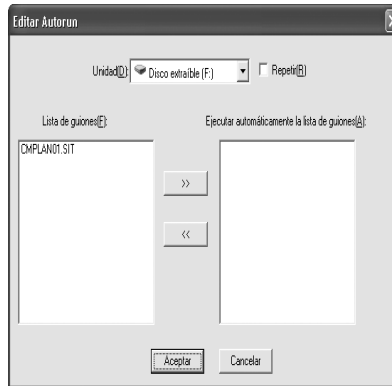 Editar Autorun
Unidad(D): Disco extraíble (F:) Repetir(R)
Lista de guiones(F): Ejecutar automáticamente la lista de guiones(A):
CMPLAN01.SIT
>>
<<
Aceptar Cancelar